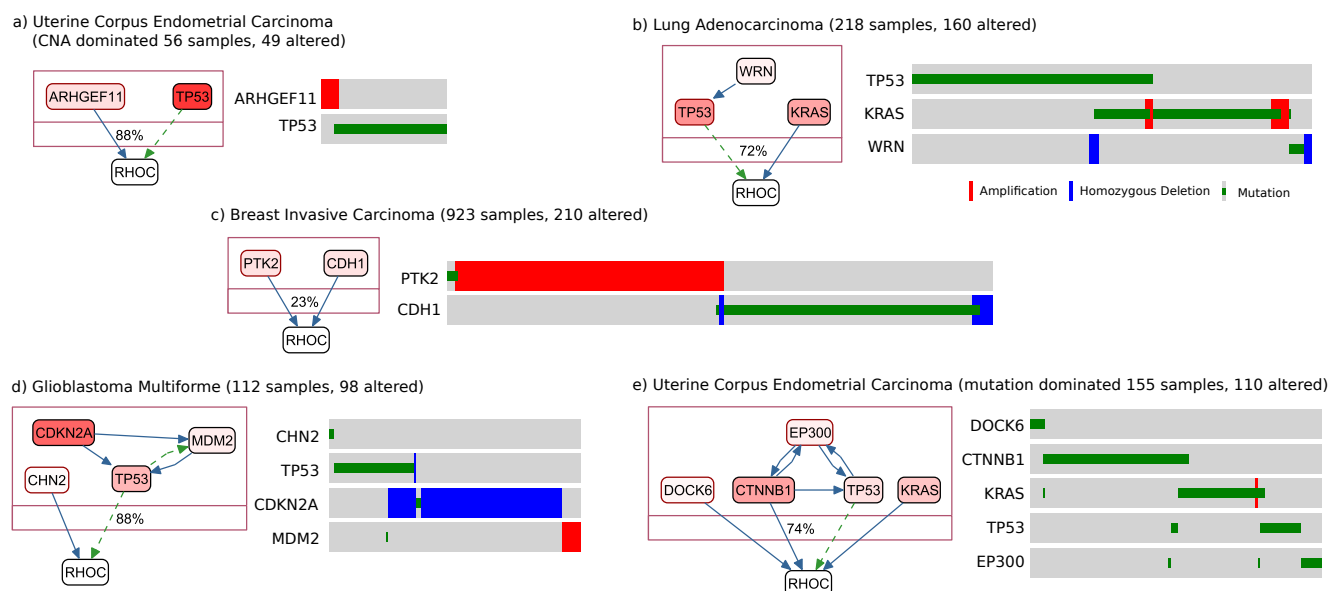 a) Uterine Corpus Endometrial Carcinoma
(CNA dominated 56 samples, 49 altered)
ARHGEF11
TP53
88%
RHOC
ARHGEF11
TP53
b) Lung Adenocarcinoma (218 samples, 160 altered)
WRN
TP53
KRAS
72%
RHOC
TP53
KRAS
WRN
Amplification
Homozygous Deletion
Mutation
c) Breast Invasive Carcinoma (923 samples, 210 altered)
PTK2
CDH1
23%
RHOC
PTK2
CDH1
d) Glioblastoma Multiforme (112 samples, 98 altered)
CDKN2A
MDM2
CHN2
TP53
88%
RHOC
CHN2
TP53
CDKN2A
MDM2
e) Uterine Corpus Endometrial Carcinoma (mutation dominated 155 samples, 110 altered)
EP300
DOCK6
CTNNB1
TP53
KRAS
74%
RHOC
DOCK6
CTNNB1
KRAS
TP53
EP300